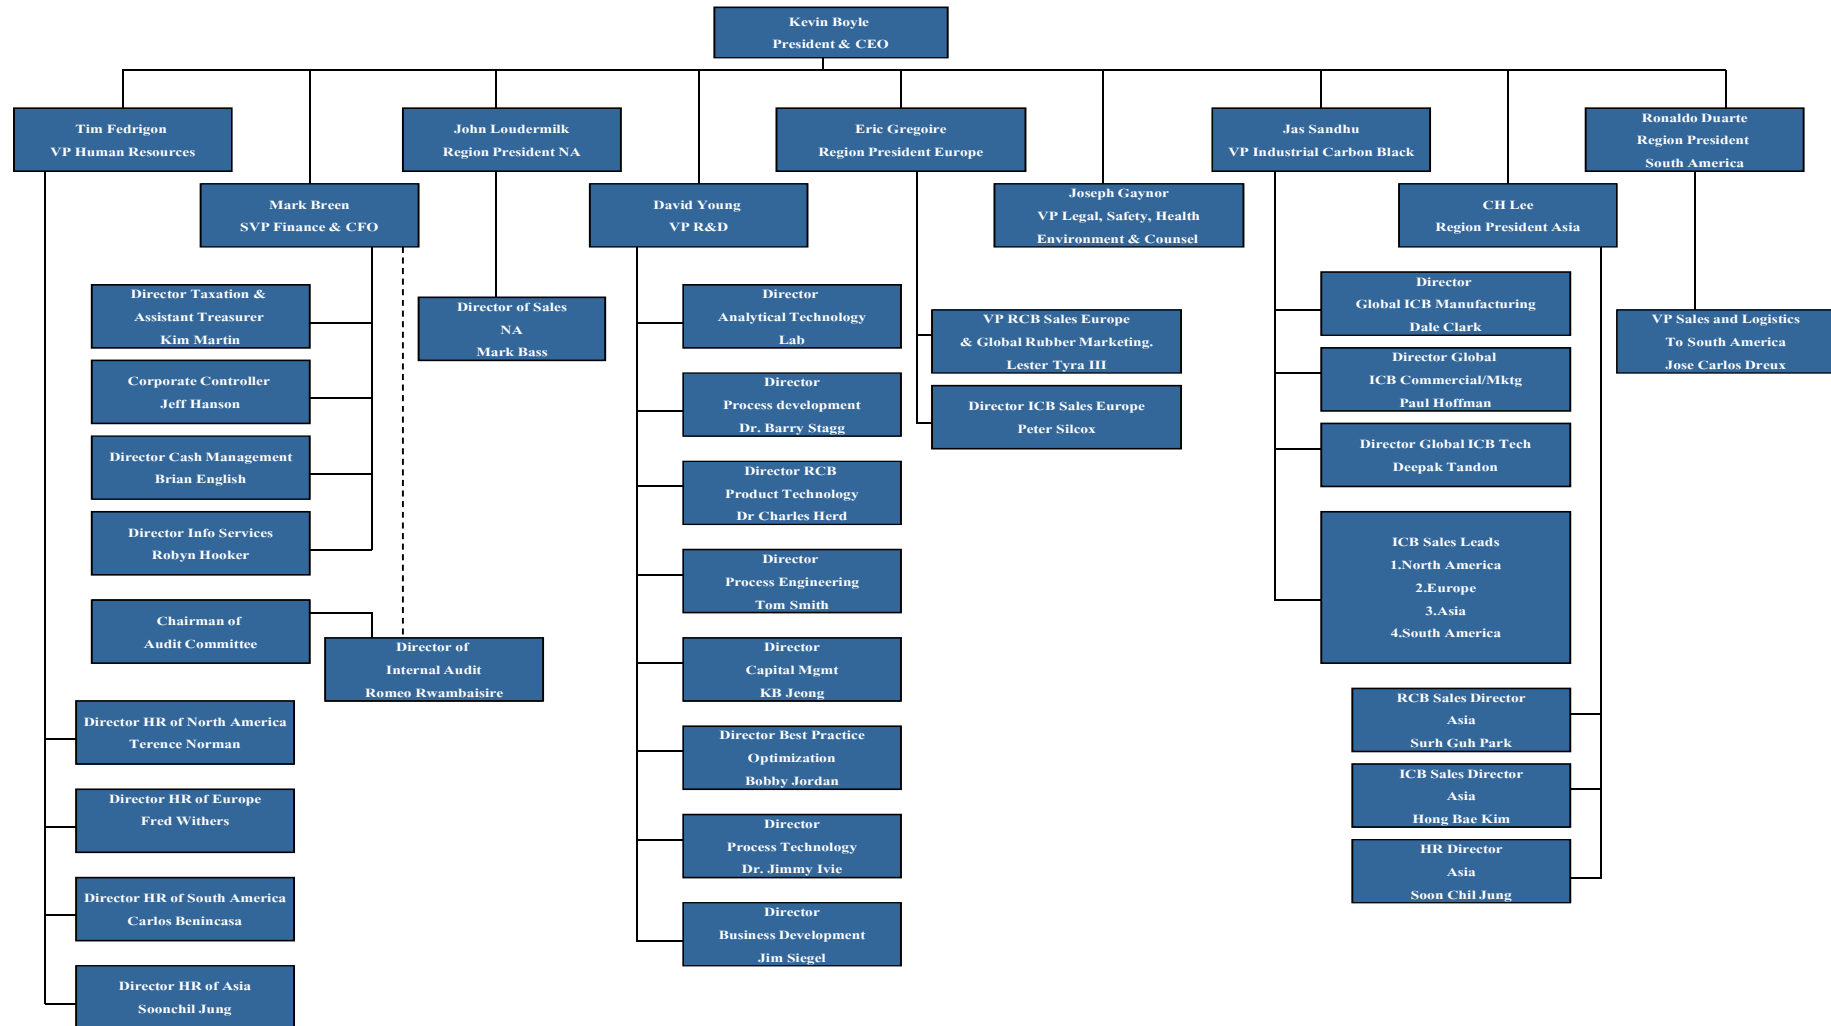 Kevin Boyle
President & CEO
Tim Fedrigon
VP Human Resources
John Loudermilk
Region President NA
Eric Gregoire
Region President Europe
Jas Sandhu
VP Industrial Carbon Black
Ronaldo Duarte
Region President
South America
Mark Breen
SVP Finance & CFO
David Young
VP R&D
Joseph Gaynor
VP Legal, Safety, Health
Environment & Counsel
CH Lee
Region President Asia
Director Taxation &
Assistant Treasurer
Kim Martin
Corporate Controller
Jeff Hanson
Director Cash Management
Brian English
Director Info Services
Robyn Hooker
Chairman of
Audit Committee
Director of
Internal Audit
Romeo Rwambaisire
Director HR of North America
Terence Norman
Director HR of Europe
Fred Withers
Director HR of South America
Carlos Benincasa
Director HR of Asia
Soonchil Jung
Director of Sales
NA
Mark Bass
Director
Analytical Technology
Lab
Director
Process development
Dr. Barry Stagg
Director RCB
Product Technology
Dr Charles Herd
Director
Process Engineering
Tom Smith
Director
Capital Mgmt
KB Jeong
Director Best Practice
Optimization
Bobby Jordan
Director
Process Technology
Dr. Jimmy Ivie
Director
Business Development
Jim Siegel
VP RCB Sales Europe
& Global Rubber Marketing.
Lester Tyra III
Director ICB Sales Europe
Peter Silcox
Director
Global ICB Manufacturing
Dale Clark
Director Global
ICB Commercial/Mktg
Paul Hoffman
Director Global ICB Tech
Deepak Tandon
ICB Sales Leads
1.North America
2.Europe
3.Asia
4.South America
RCB Sales Director
Asia
Surh Guh Park
ICB Sales Director
Asia
Hong Bae Kim
HR Director
Asia
Soon Chil Jung
VP Sales and Logistics
To South America
Jose Carlos Dreux